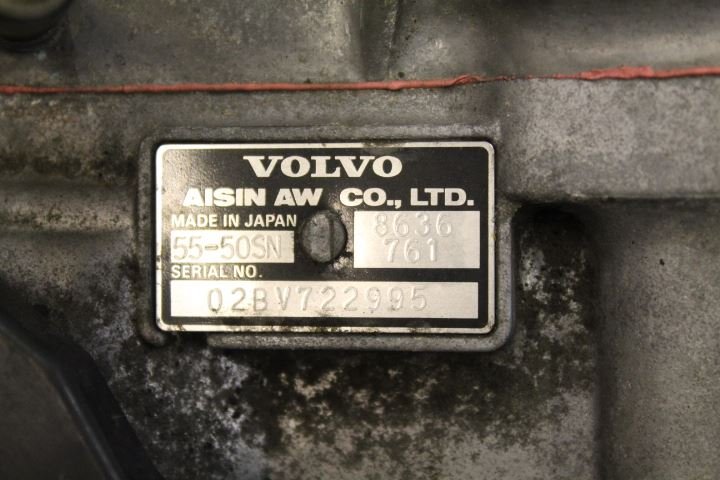 VOLVO
AISIN AW CO., LTD.
MADE IN JAPAN
8636
55-50SN
761
SERIAL NO.
02BV722995